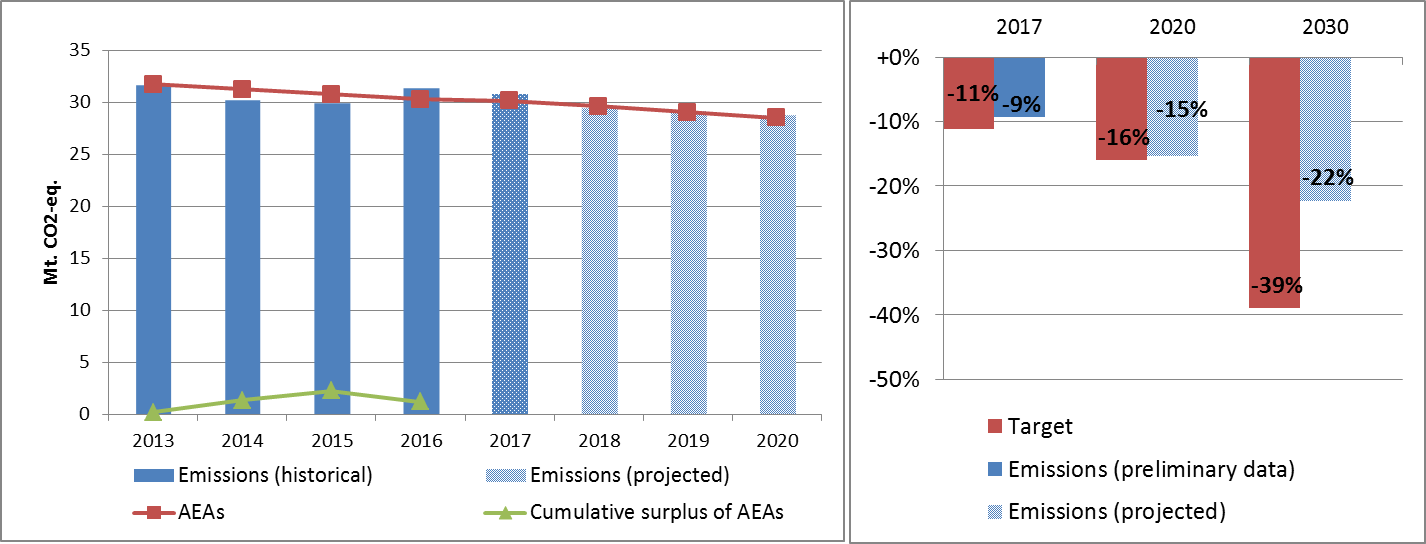 35
30
25
20
15
10
5
0
Mt. CO2-eq.
2013 2014 2015 2016 2017 2018 2019 2020
Emissions (historical) Emissions (projected)
AEAs Cumulative surplus of AEAs
2017 2020 2030
+0%
-10%
-20%
-30%
-40%
-50%
-11% -9% -16% -15% -39% -22%
Target
Emissions (preliminary data)
Emissions (projected)